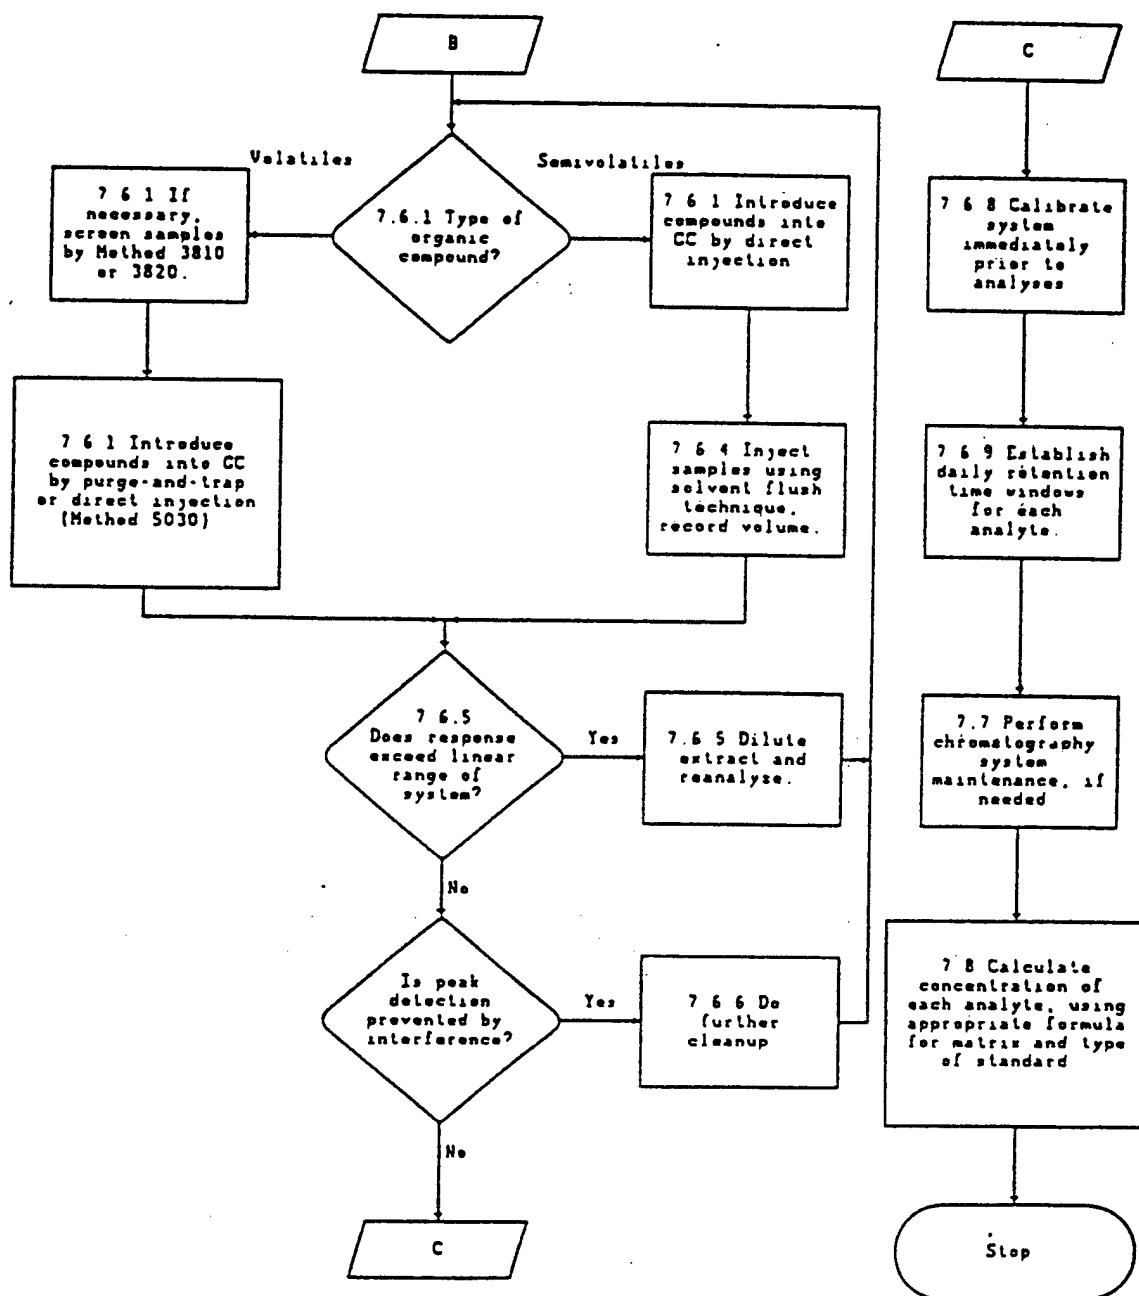 B
Volatiles
Semivolatiles
7 6 1 If
necessary,
screen samples
by Method 3810
or 3820.
7.6.1 Type of
organic
compound?
7 6 1 Introduce
compounds into GC
by direct
injection
7 6 1 Introduce
compounds into GC
by purge-and-trap
or direct injection
(Method 5030)
7 6 4 Inject
samples using
solvent flush
technique,
record volume.
7 6.5
Does response
exceed linear
range of
system?
Yes
7.6 5 Dilute
extract and
reanalyze.
No
Is peak
detection
prevented by
interference?
Yes
7 6 6 Do
further
cleanup
No
C
C
7 6 8 Calibrate
system
immediately
prior to
analyses
7 6 9 Establish
daily retention
time windows
for each
analyte.
7.7 Perform
chromatography
system
maintenance, if
needed
7 8 Calculate
concentration of
each analyte, using
appropriate formula
for matrix and type
of standard
Stop